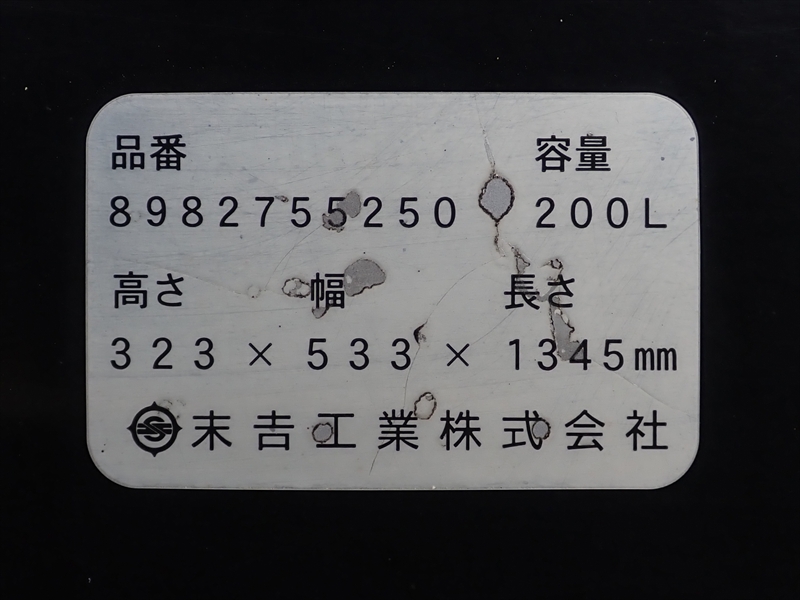 品番 容量
8982755250 200L
高さ 幅 長さ
323 × 533 × 1345mm
末吉工業株式会社